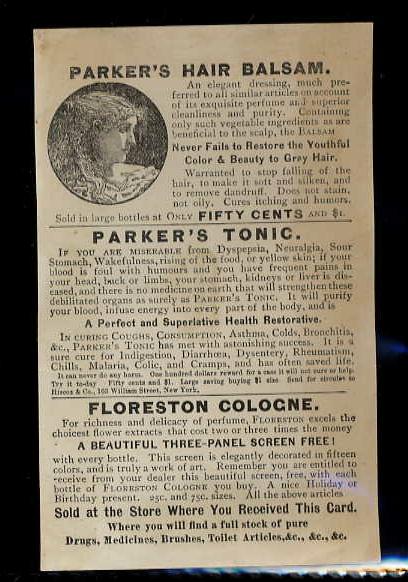 PARKER'S HAIR BALSAM.
An elegant dressing, much pre-
ferred to all similar articles on account
of its exquisite perfume and superior
cleanliness and purity. Containing
only such vegetable ingredients as are
beneficial to the scalp, the BALSAM
Never Fails to Restore the Youthful
Color & Beauty to Grey Hair.
Warranted to stop falling of the
hair, to make it soft and silken, and
to remove dandruff. Does not stain,
not oily. Cures itching and humors.
Sold in large bottles at ONLY FIFTY CENTS AND $1.
PARKER'S TONIC.
IF YOU ARE MISERABLE from Dyspepsia, Neuralgia, Sour
Stomach, Wakefulness, rising of the food, or yellow skin; if your
blood is foul with humours and you have frequent pains in
your head, back or limbs, your stomach, kidneys or liver is dis-
eased, and there is no medicine on earth that will strengthen these
debilitated organs as surely as PARKER'S TONIC. It will purify
your blood, infuse energy into every part of the body, and is
A Perfect and Superlative Health Restorative.
IN CURING COUGHS, CONSUMPTION, Asthma, Colds, Bronchitis,
&c., PARKER'S TONIC has met with astonishing success. It is a
sure cure for Indigestion, Diarrhœa, Dysentery, Rheumatism,
Chills, Malaria, Colic, and Cramps, and has often saved life.
It can never do any harm. One hundred dollars reward for a case it will not cure or help.
Try it to-day Fifty cents and $1. Large saving buying $1 size Send for circular to
Hiscox & Co., 163 William Street, New York.
FLORESTON COLOGNE.
For richness and delicacy of perfume, FLORESTON excels the
choicest flower extracts that cost two or three times the money
A BEAUTIFUL THREE-PANEL SCREEN FREE!
with every bottle. This screen is elegantly decorated in fifteen
colors, and is truly a work of art. Remember you are entitled to
receive from your dealer this beautiful screen, free, with each
bottle of FLORESTON COLOGNE you buy. A nice Holiday or
Birthday present. 25c. and 75c. sizes. All the above articles
Sold at the Store Where You Received This Card.
Where you will find a full stock of pure
Drugs, Medicines, Brushes, Toilet Articles,&c., &c., &c.